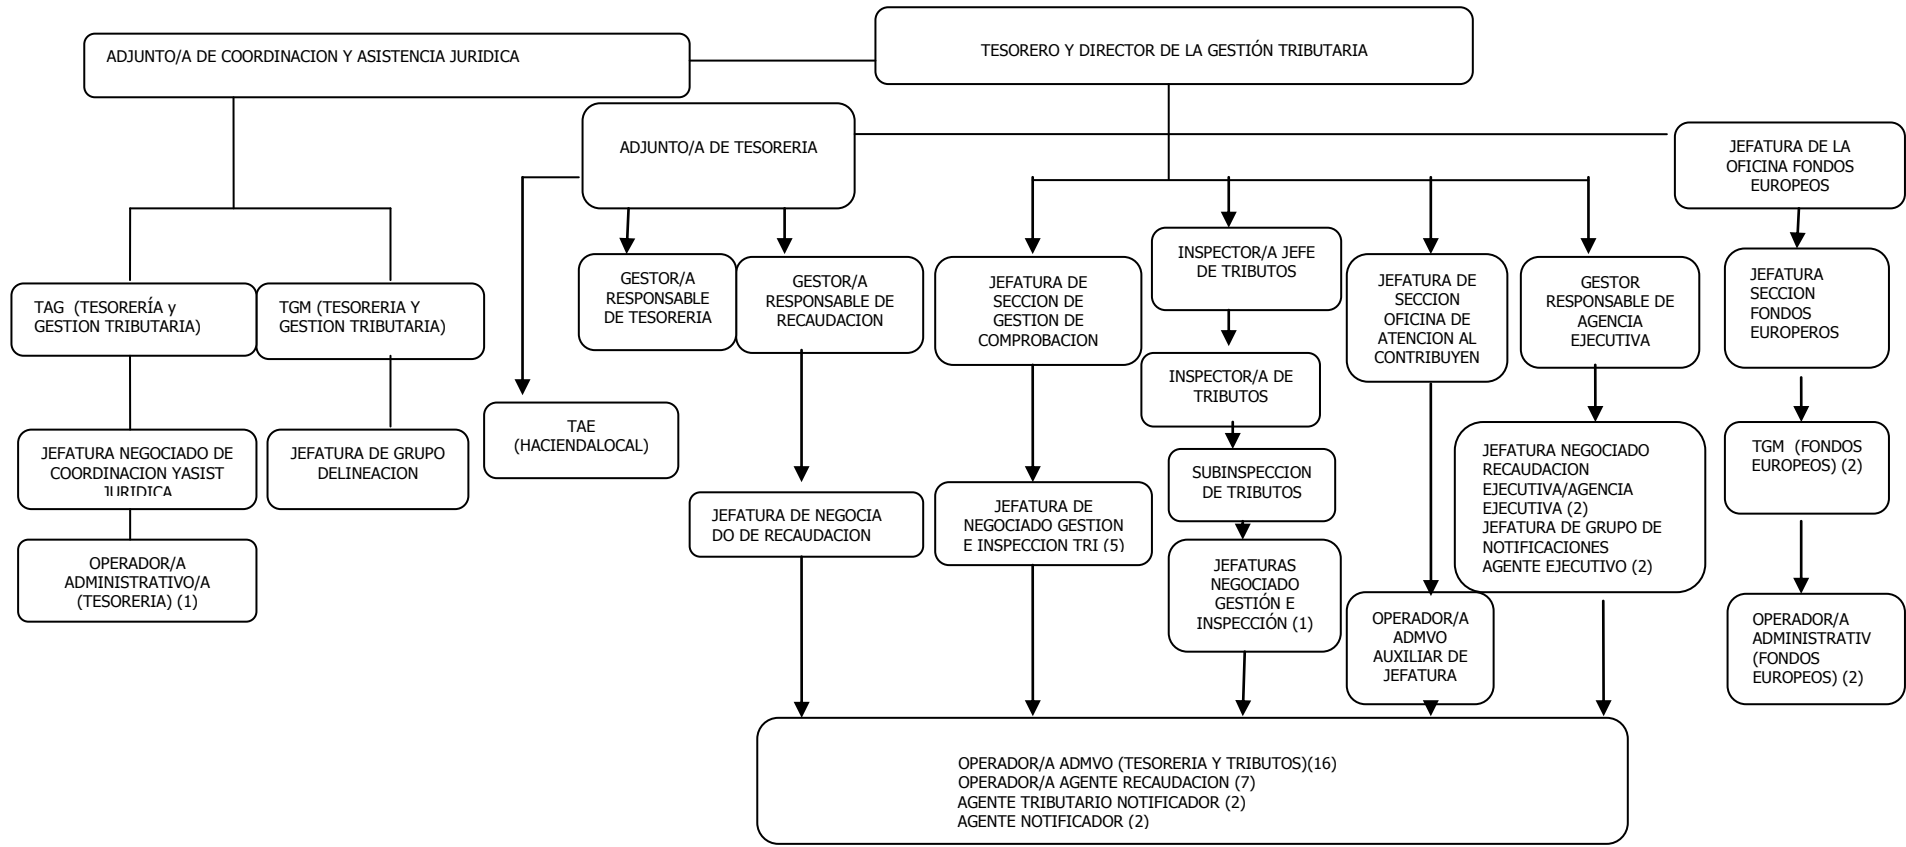 ADJUNTO/A DE COORDINACION Y ASISTENCIA JURIDICA
TESORERO Y DIRECTOR DE LA GESTIÓN TRIBUTARIA
ADJUNTO/A DE TESORERIA
JEFATURA DE LA
OFICINA FONDOS
EUROPEOS
TAG (TESORERÍA y
GESTION TRIBUTARIA)
TGM (TESORERIA Y
GESTION TRIBUTARIA)
GESTOR/A
RESPONSABLE
DE TESORERIA
GESTOR/A
RESPONSABLE DE
RECAUDACION
JEFATURA DE
SECCION DE
GESTION DE
COMPROBACION
INSPECTOR/A JEFE
DE TRIBUTOS
JEFATURA DE
SECCION
OFICINA DE
ATENCION AL
CONTRIBUYEN
GESTOR
RESPONSABLE DE
AGENCIA
EJECUTIVA
JEFATURA
SECCION
FONDOS
EUROPEROS
INSPECTOR/A DE
TRIBUTOS
TAE
(HACIENDALOCAL)
JEFATURA NEGOCIADO DE
COORDINACION YASIST
JURIDICA
JEFATURA DE GRUPO
DELINEACION
SUBINSPECCION
DE TRIBUTOS
JEFATURA NEGOCIADO
RECAUDACION
EJECUTIVA/AGENCIA
EJECUTIVA (2)
JEFATURA DE GRUPO DE
NOTIFICACIONES
AGENTE EJECUTIVO (2)
TGM (FONDOS
EUROPEOS) (2)
JEFATURA DE NEGOCIA
DO DE RECAUDACION
JEFATURA DE
NEGOCIADO GESTION
E INSPECCION TRI (5)
OPERADOR/A
ADMINISTRATIVO/A
(TESORERIA) (1)
JEFATURAS
NEGOCIADO
GESTIÓN E
INSPECCIÓN (1)
OPERADOR/A
ADMVO
AUXILIAR DE
JEFATURA
OPERADOR/A
ADMINISTRATIV
(FONDOS
EUROPEOS) (2)
OPERADOR/A ADMVO (TESORERIA Y TRIBUTOS)(16)
OPERADOR/A AGENTE RECAUDACION (7)
AGENTE TRIBUTARIO NOTIFICADOR (2)
AGENTE NOTIFICADOR (2)